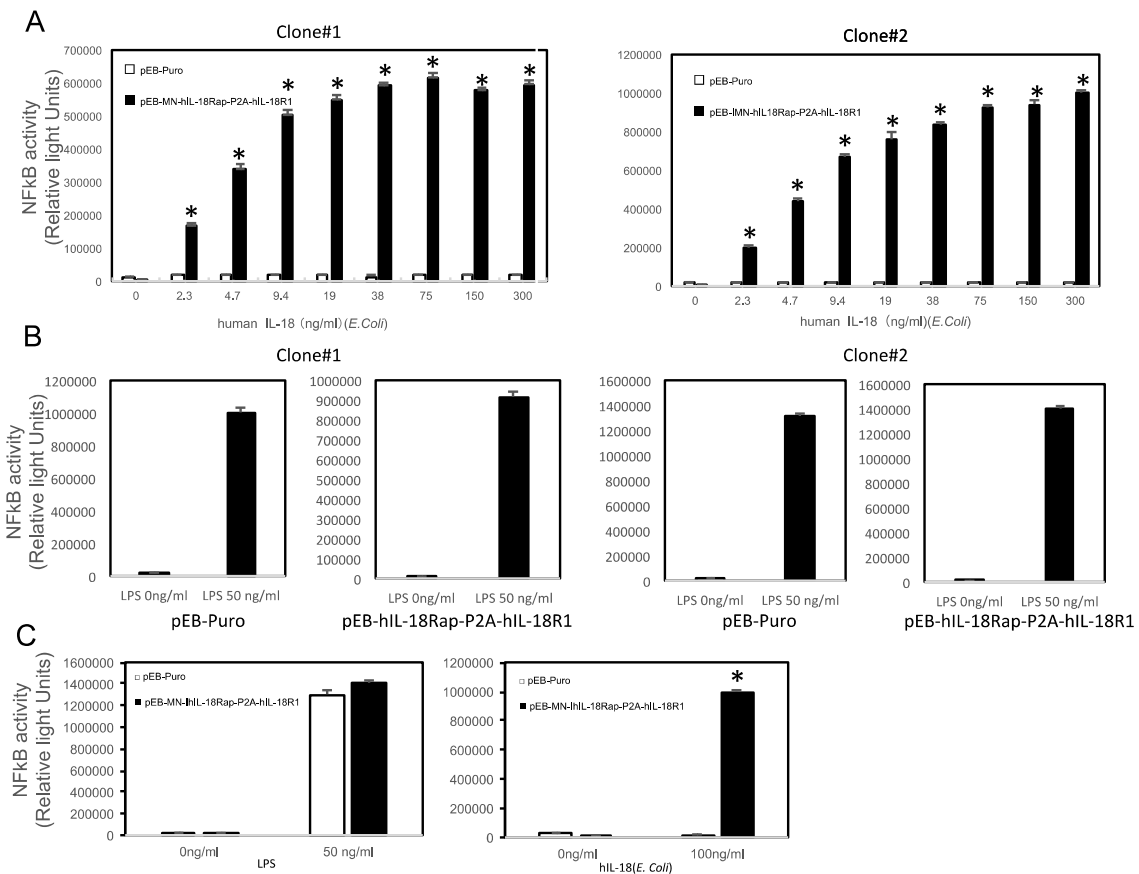 A
Clone#1
Clone#2
NFkB activity
(Relative light Units)
700000
600000
500000
400000
300000
200000
100000
0
pEB-Puro
pEB-MN-hIL-18Rap-P2A-hIL-18R1
* * * * * * * *
0 2.3 4.7 9.4 19 38 75 150 300
human IL-18 (ng/ml)(E.Coli)
1200000
1000000
800000
600000
400000
200000
0
pEB-Puro
pEB-IMN-hIL18Rap-P2A-hIL-18R1
* * * * * * * *
0 2.3 4.7 9.4 19 38 75 150 300
human IL-18 (ng/ml)(E.Coli)
B
Clone#1
Clone#2
NFkB activity
(Relative light Units)
1200000
1000000
800000
600000
400000
200000
0
LPS 0ng/ml LPS 50 ng/ml
pEB-Puro
1000000
900000
800000
700000
600000
500000
400000
300000
200000
100000
0
LPS 0ng/ml LPS 50 ng/ml
pEB-hIL-18Rap-P2A-hIL-18R1
1600000
1400000
1200000
1000000
800000
600000
400000
200000
0
LPS 0ng/ml LPS 50 ng/ml
pEB-Puro
1600000
1400000
1200000
1000000
800000
600000
400000
200000
0
LPS 0ng/ml LPS 50 ng/ml
pEB-hIL-18Rap-P2A-hIL-18R1
C
NFkB activity
(Relative light Units)
1600000
1400000
1200000
1000000
800000
600000
400000
200000
0
pEB-Puro
pEB-MN-IhIL-18Rap-P2A-hIL-18R1
0ng/ml 50 ng/ml
LPS
1200000
1000000
800000
600000
400000
200000
0
pEB-Puro
pEB-MN-IhIL-18Rap-P2A-hIL-18R1
*
0ng/ml 100ng/ml
hIL-18(E. Coli)